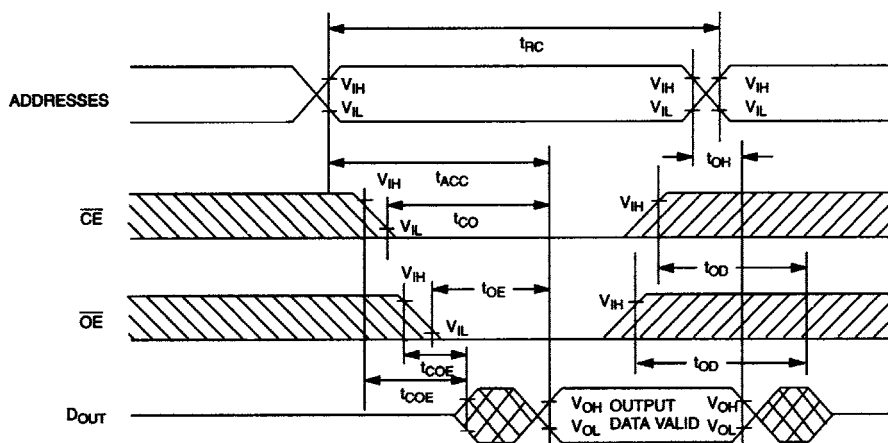 tRC
ADDRESSES
VIH VIH VIH
VIL VIL VIL
tOH
tACC
CE VIH tCO VIL VIH
tOD
OE VIH tOE VIL VIH
tCOE tOD
tCOE
DOUT VOH OUTPUT VOH
VOL DATA VALID VOL